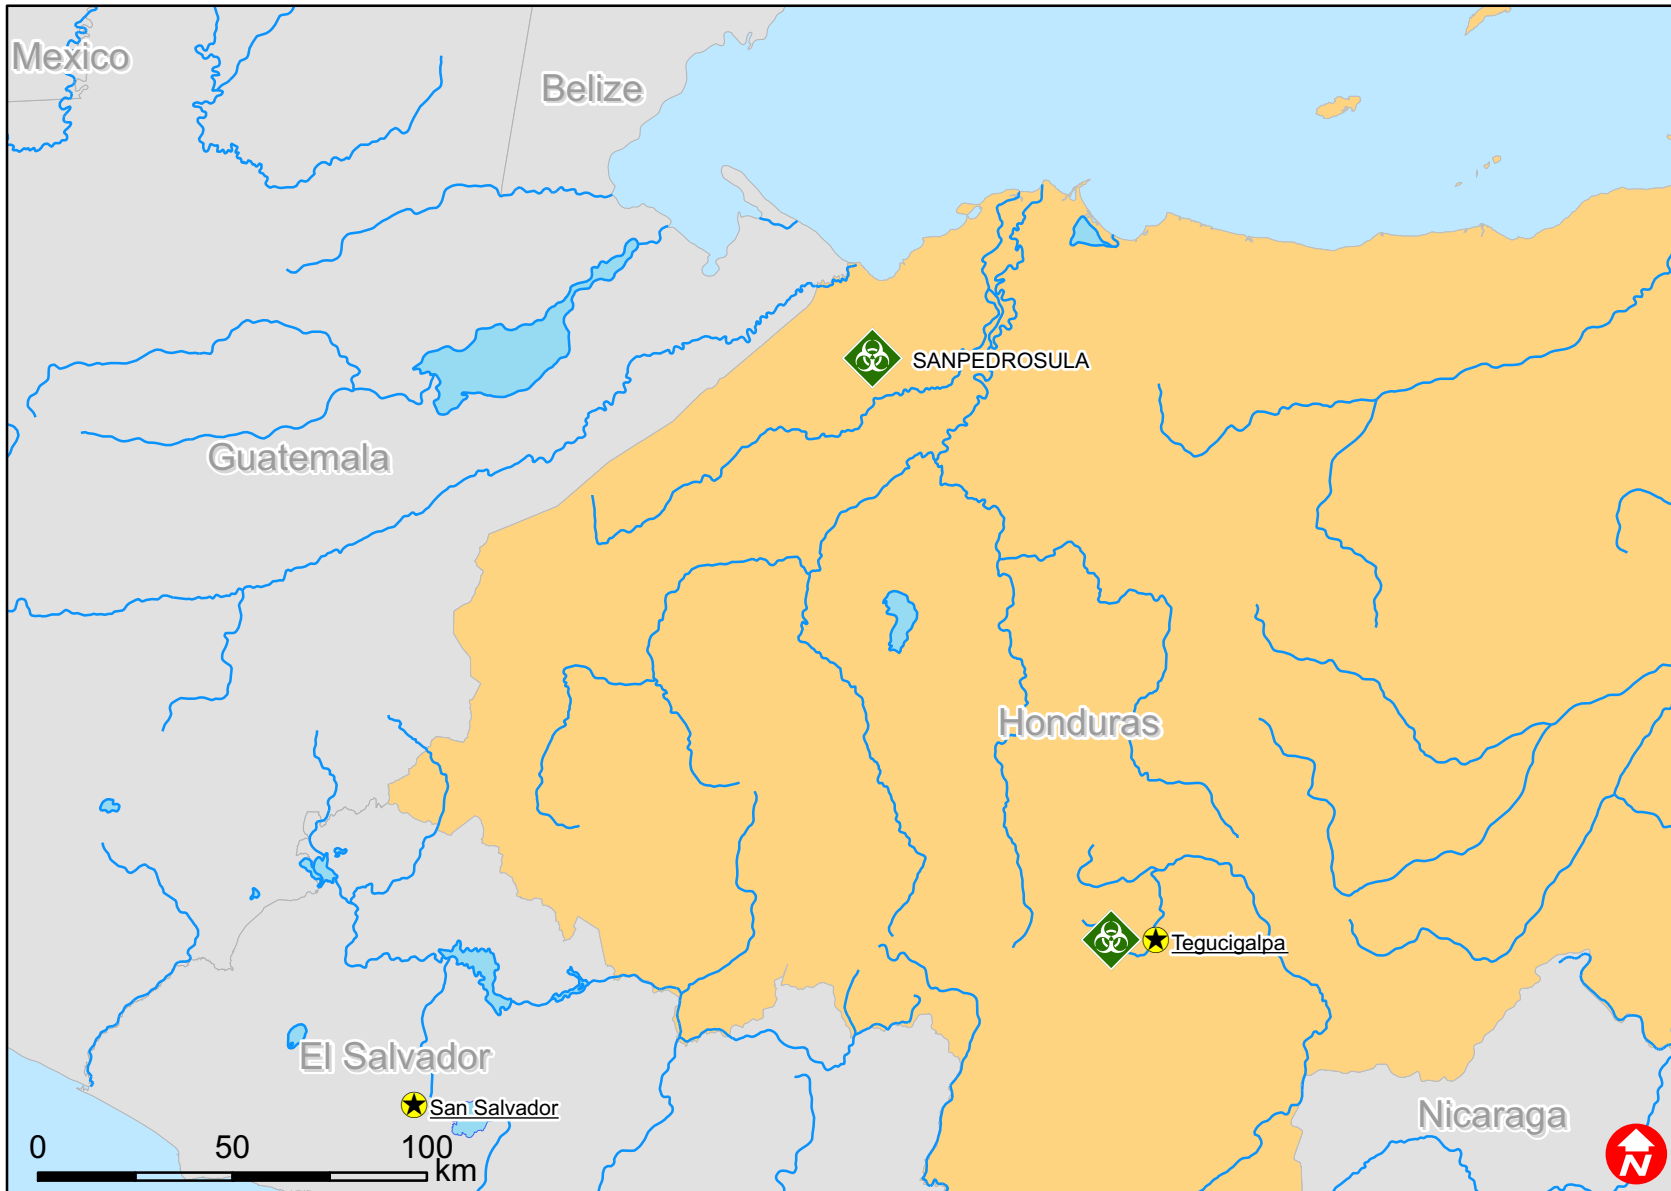 Mexico
Belize
SANPEDROSULA
Guatemala
Honduras
Tegucigalpa
El Salvador
San Salvador
Nicaraga
0 50 100
km
N